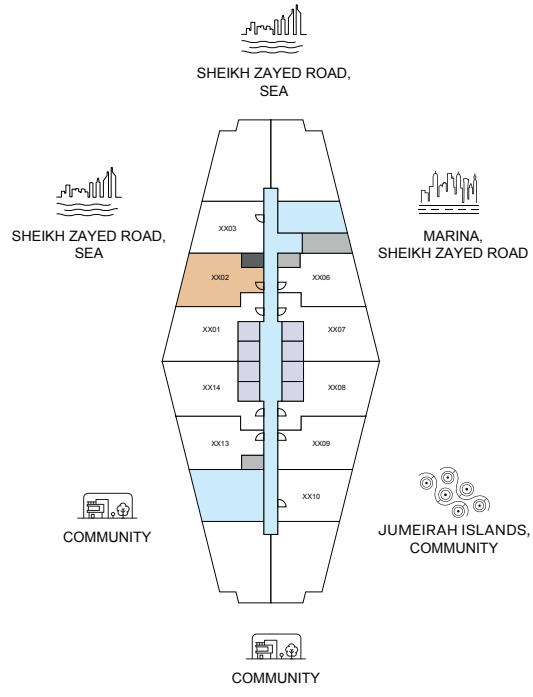 SHEIKH ZAYED ROAD,
SEA
SHEIKH ZAYED ROAD,
SEA
MARINA,
SHEIKH ZAYED ROAD
XX03
XX02
XX06
XX01
XX07
XX14
XX08
XX13
XX09
XX10
COMMUNITY
JUMEIRAH ISLANDS,
COMMUNITY
COMMUNITY